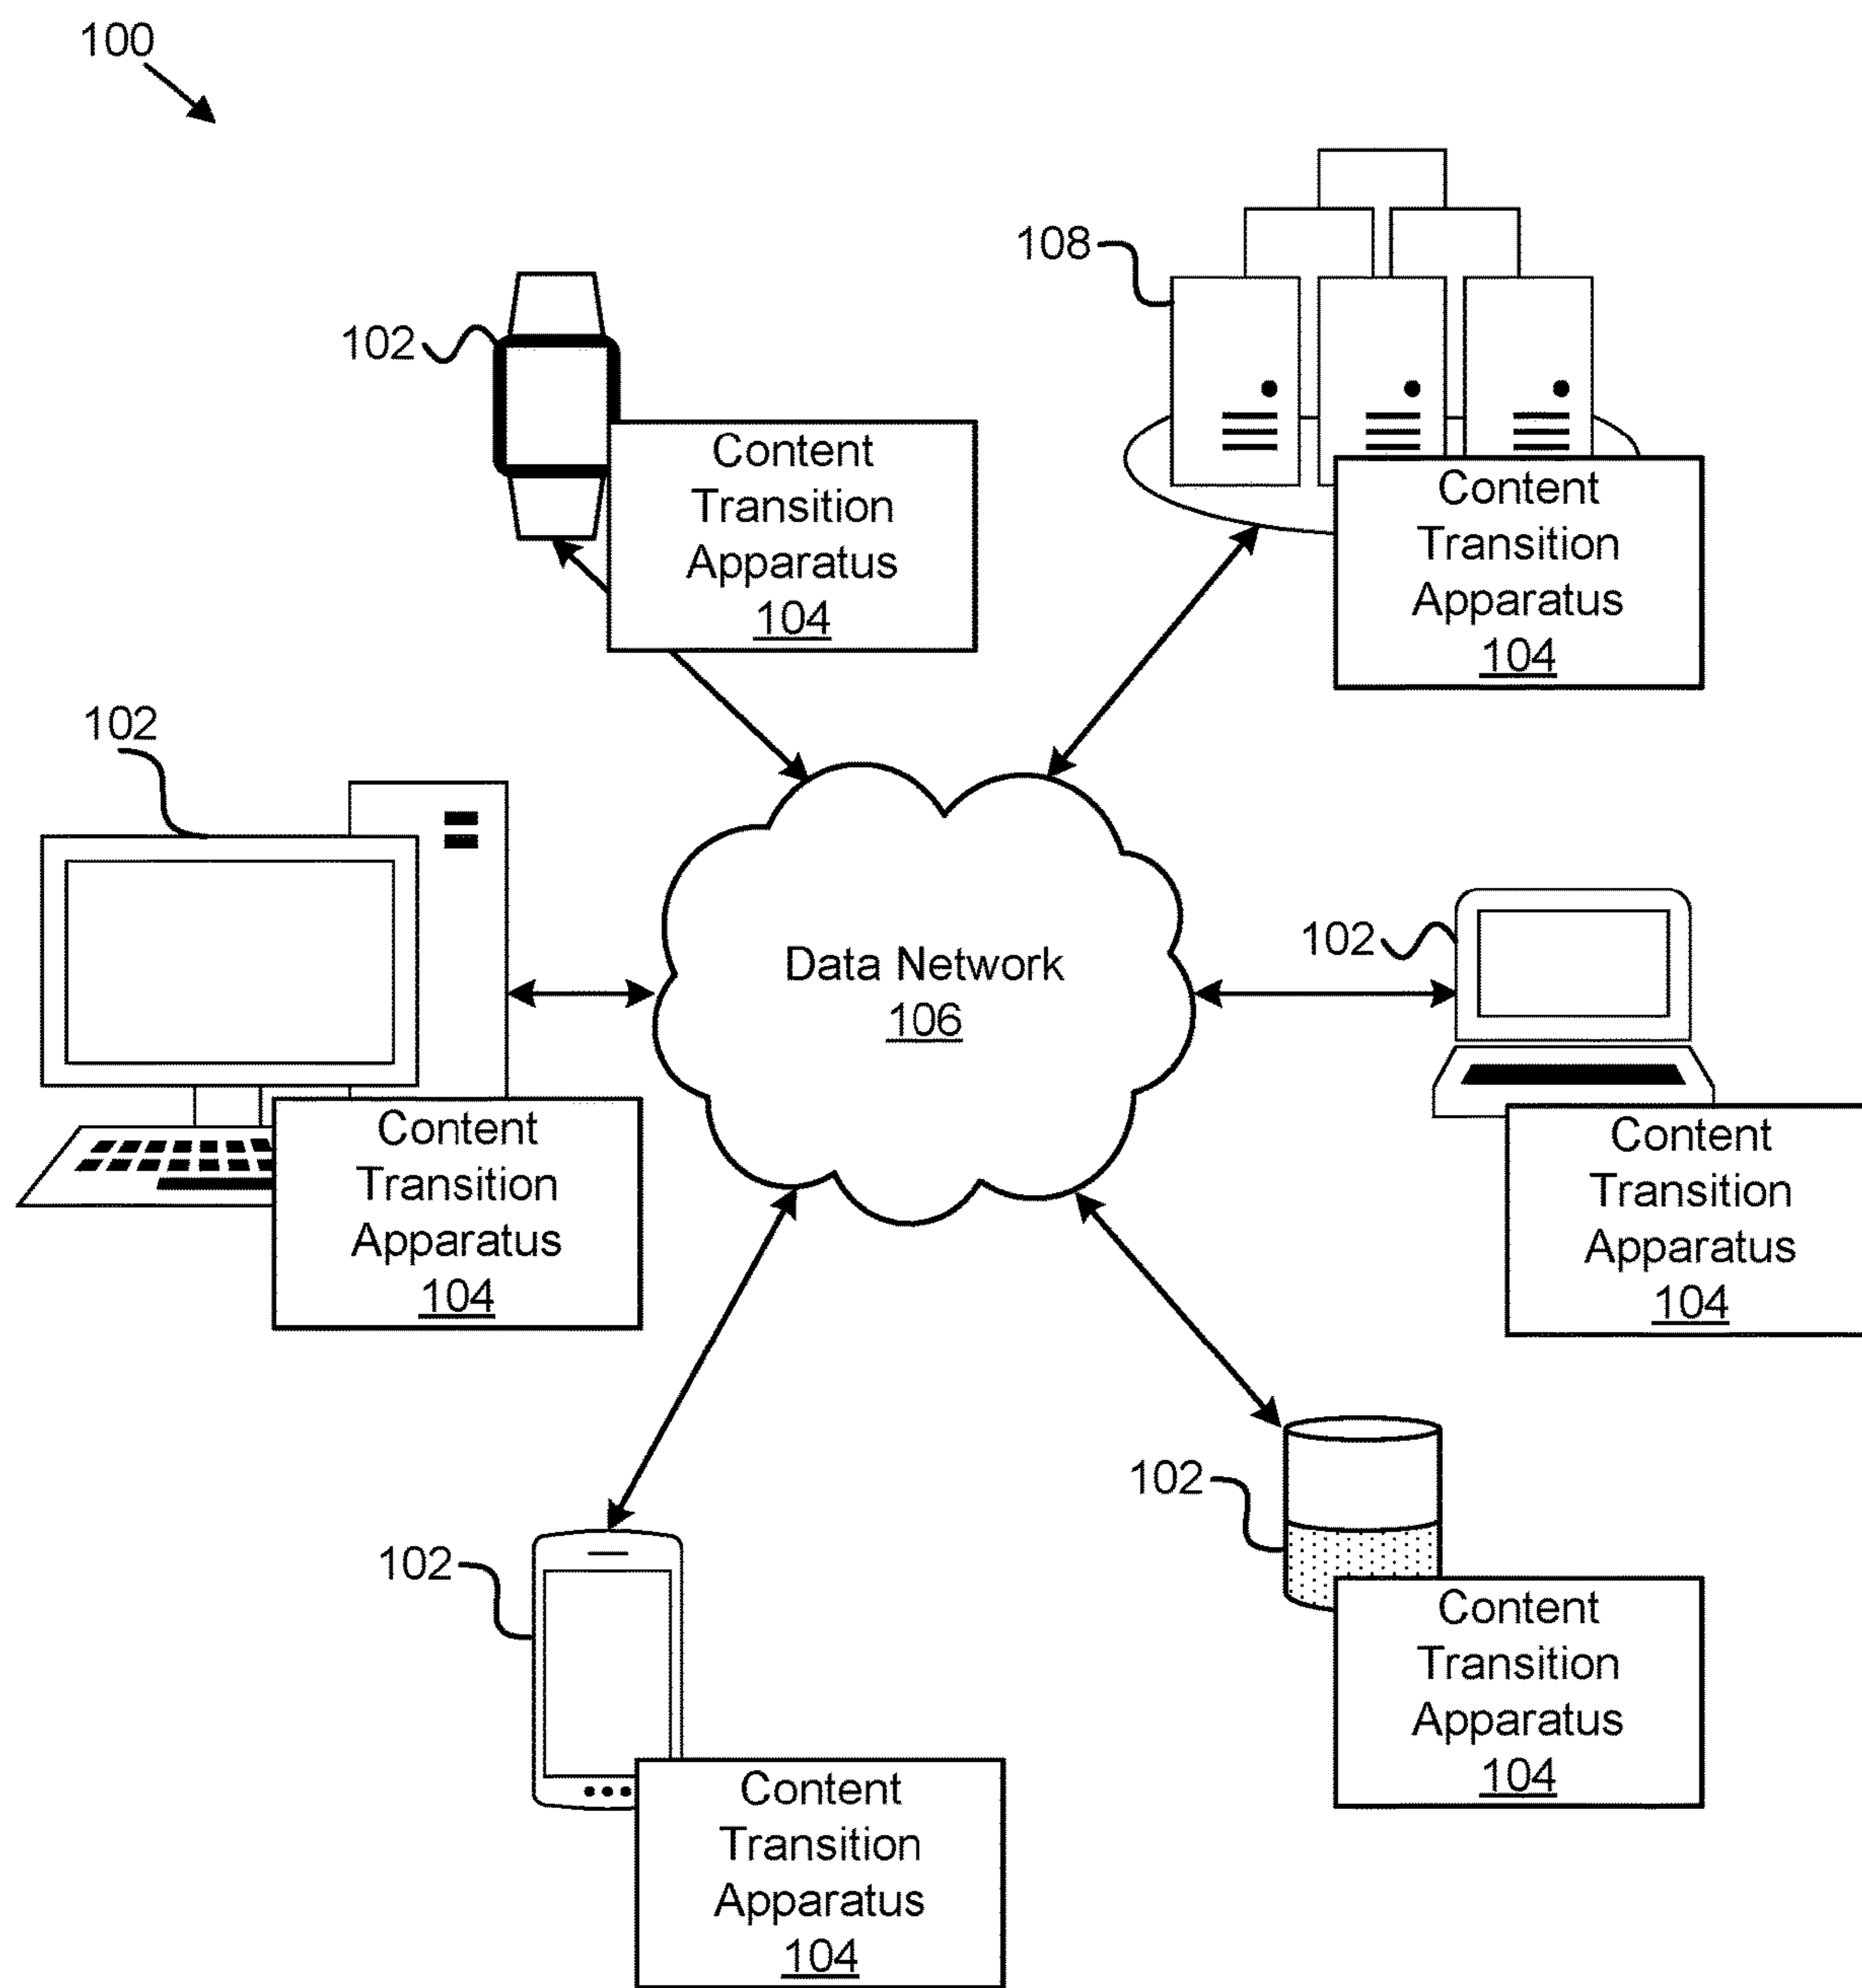 100
108
102
Content
Transition
Apparatus
104
Content
Transition
Apparatus
104
102
102
Data Network
106
Content
Transition
Apparatus
104
Content
Transition
Apparatus
104
102
102
Content
Transition
Apparatus
104
Content
Transition
Apparatus
104